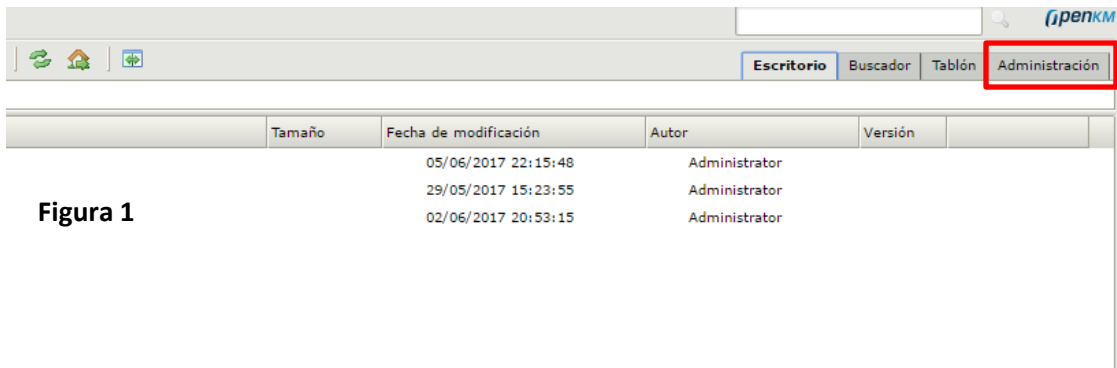 OpenKM
Escritorio Buscador Tablón Administración
Tamaño Fecha de modificación Autor Versión
05/06/2017 22:15:48 Administrator
29/05/2017 15:23:55 Administrator
Figura 1
02/06/2017 20:53:15 Administrator